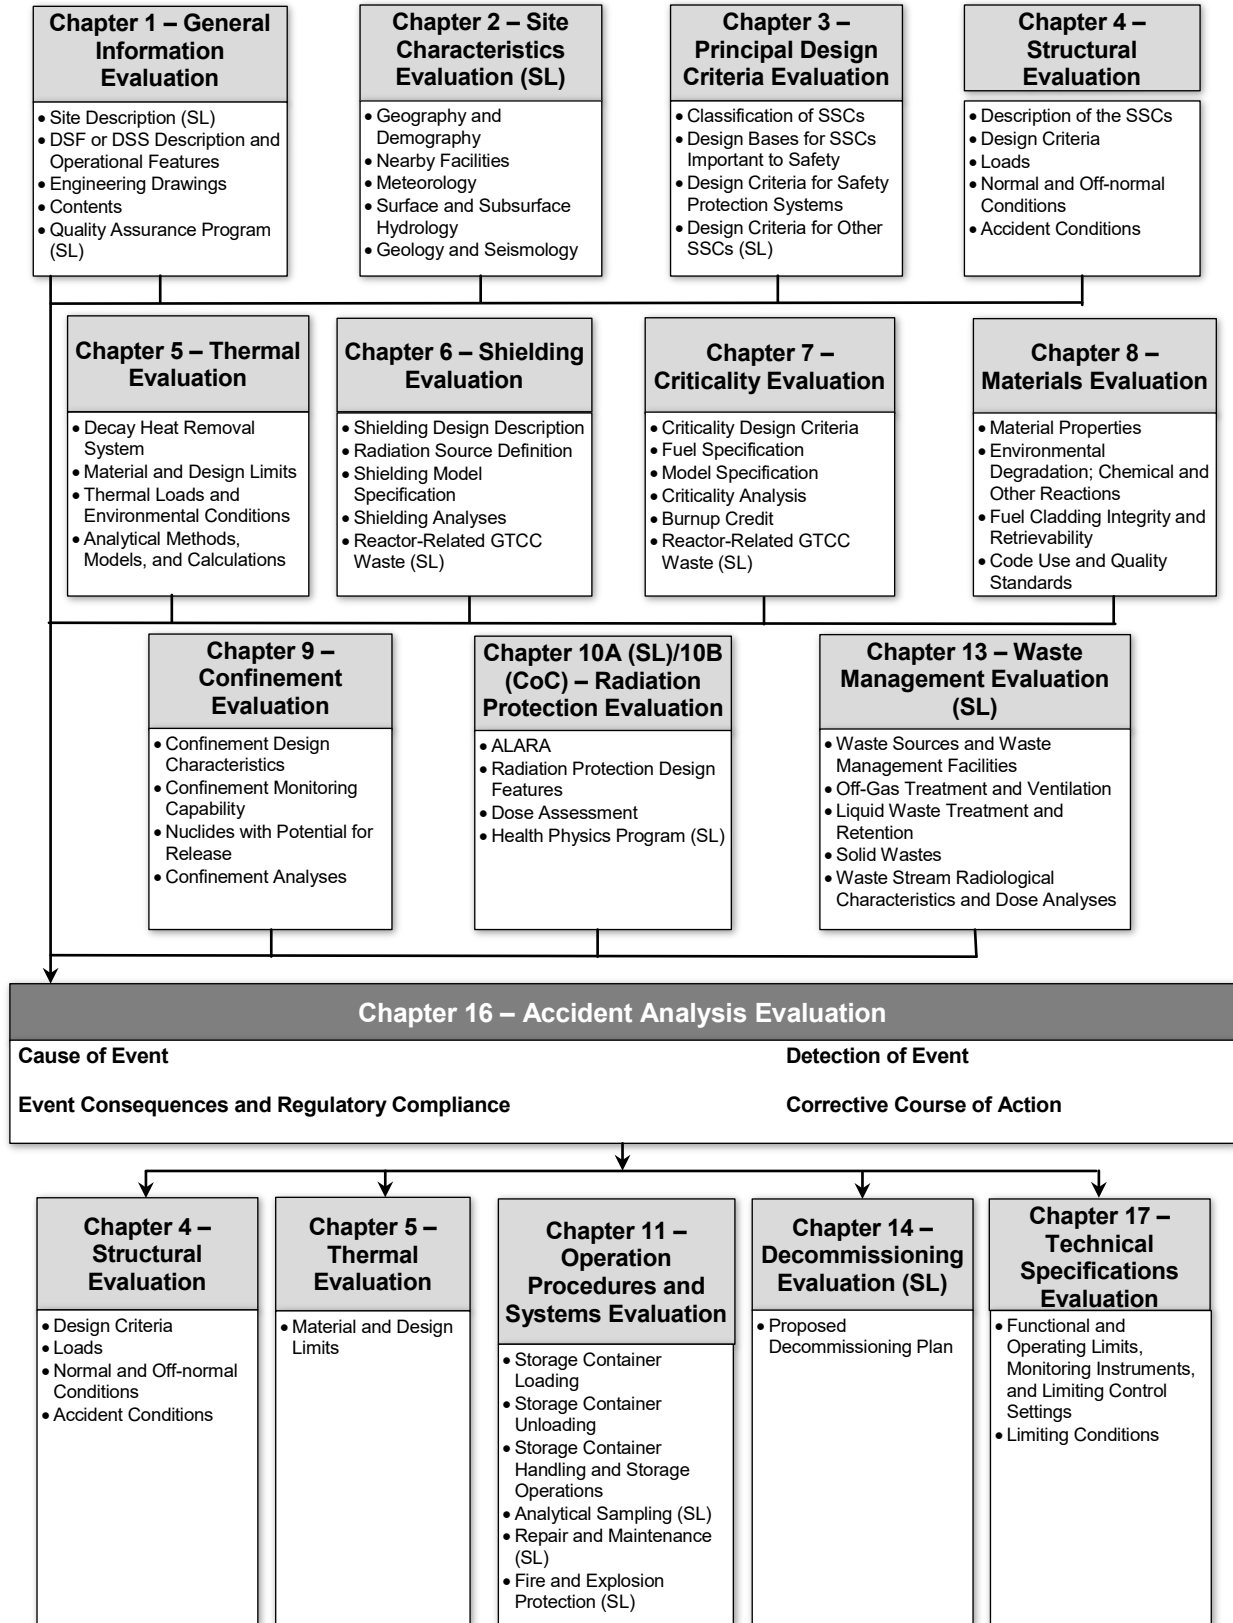 Chapter 1 – General
Information
Evaluation
• Site Description (SL)
• DSF or DSS Description and
Operational Features
• Engineering Drawings
• Contents
• Quality Assurance Program
(SL)
Chapter 2 – Site
Characteristics
Evaluation (SL)
• Geography and
Demography
• Nearby Facilities
• Meteorology
• Surface and Subsurface
Hydrology
• Geology and Seismology
Chapter 3 –
Principal Design
Criteria Evaluation
• Classification of SSCs
• Design Bases for SSCs
Important to Safety
• Design Criteria for Safety
Protection Systems
• Design Criteria for Other
SSCs (SL)
Chapter 4 –
Structural
Evaluation
• Description of the SSCs
• Design Criteria
• Loads
• Normal and Off-normal
Conditions
• Accident Conditions
Chapter 5 – Thermal
Evaluation
• Decay Heat Removal
System
• Material and Design Limits
• Thermal Loads and
Environmental Conditions
• Analytical Methods,
Models, and Calculations
Chapter 6 – Shielding
Evaluation
• Shielding Design Description
• Radiation Source Definition
• Shielding Model
Specification
• Shielding Analyses
• Reactor-Related GTCC
Waste (SL)
Chapter 7 –
Criticality Evaluation
• Criticality Design Criteria
• Fuel Specification
• Model Specification
• Criticality Analysis
• Burnup Credit
• Reactor-Related GTCC
Waste (SL)
Chapter 8 –
Materials Evaluation
• Material Properties
• Environmental
Degradation; Chemical and
Other Reactions
• Fuel Cladding Integrity and
Retrievability
• Code Use and Quality
Standards
Chapter 9 –
Confinement
Evaluation
• Confinement Design
Characteristics
• Confinement Monitoring
Capability
• Nuclides with Potential for
Release
• Confinement Analyses
Chapter 10A (SL)/10B
(CoC) – Radiation
Protection Evaluation
• ALARA
• Radiation Protection Design
Features
• Dose Assessment
• Health Physics Program (SL)
Chapter 13 – Waste
Management Evaluation
(SL)
• Waste Sources and Waste
Management Facilities
• Off-Gas Treatment and Ventilation
• Liquid Waste Treatment and
Retention
• Solid Wastes
• Waste Stream Radiological
Characteristics and Dose Analyses
Chapter 16 – Accident Analysis Evaluation
Cause of Event
Detection of Event
Event Consequences and Regulatory Compliance
Corrective Course of Action
Chapter 4 –
Structural
Evaluation
• Design Criteria
• Loads
• Normal and Off-normal
Conditions
• Accident Conditions
Chapter 5 –
Thermal
Evaluation
• Material and Design
Limits
Chapter 11 –
Operation
Procedures and
Systems Evaluation
• Storage Container
Loading
• Storage Container
Unloading
• Storage Container
Handling and Storage
Operations
• Analytical Sampling (SL)
• Repair and Maintenance
(SL)
• Fire and Explosion
Protection (SL)
Chapter 14 –
Decommissioning
Evaluation (SL)
• Proposed
Decommissioning Plan
Chapter 17 –
Technical
Specifications
Evaluation
• Functional and
Operating Limits,
Monitoring Instruments,
and Limiting Control
Settings
• Limiting Conditions